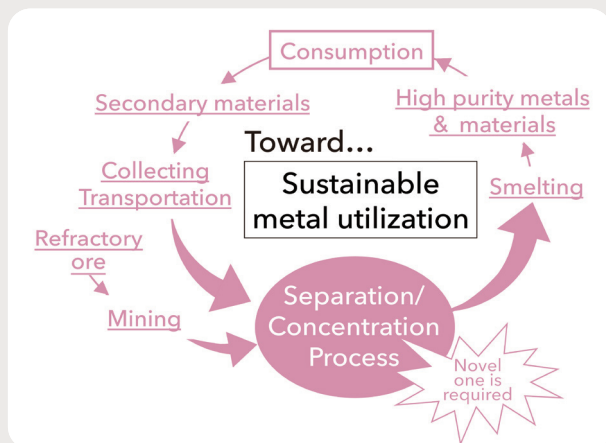 Consumption
Secondary materials
High purity metals
& materials
Toward...
Collecting
Transportation
Sustainable
metal utilization
Smelting
Refractory
ore
Mining
Separation/
Concentration
Process
Novel
one is
required